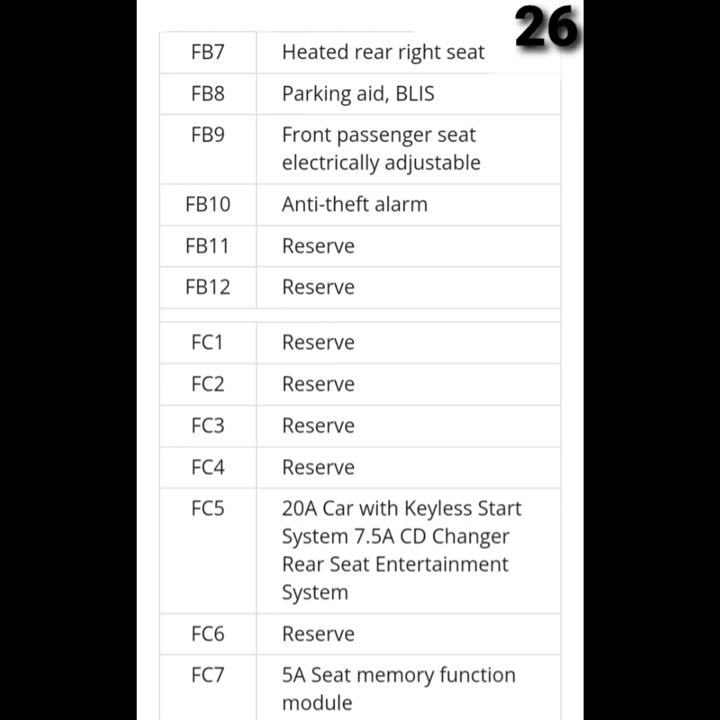 26
FB7 Heated rear right seat
FB8 Parking aid, BLIS
FB9 Front passenger seat
electrically adjustable
FB10 Anti-theft alarm
FB11 Reserve
FB12 Reserve
FC1 Reserve
FC2 Reserve
FC3 Reserve
FC4 Reserve
FC5 20A Car with Keyless Start
System 7.5A CD Changer
Rear Seat Entertainment
System
FC6 Reserve
FC7 5A Seat memory function
module